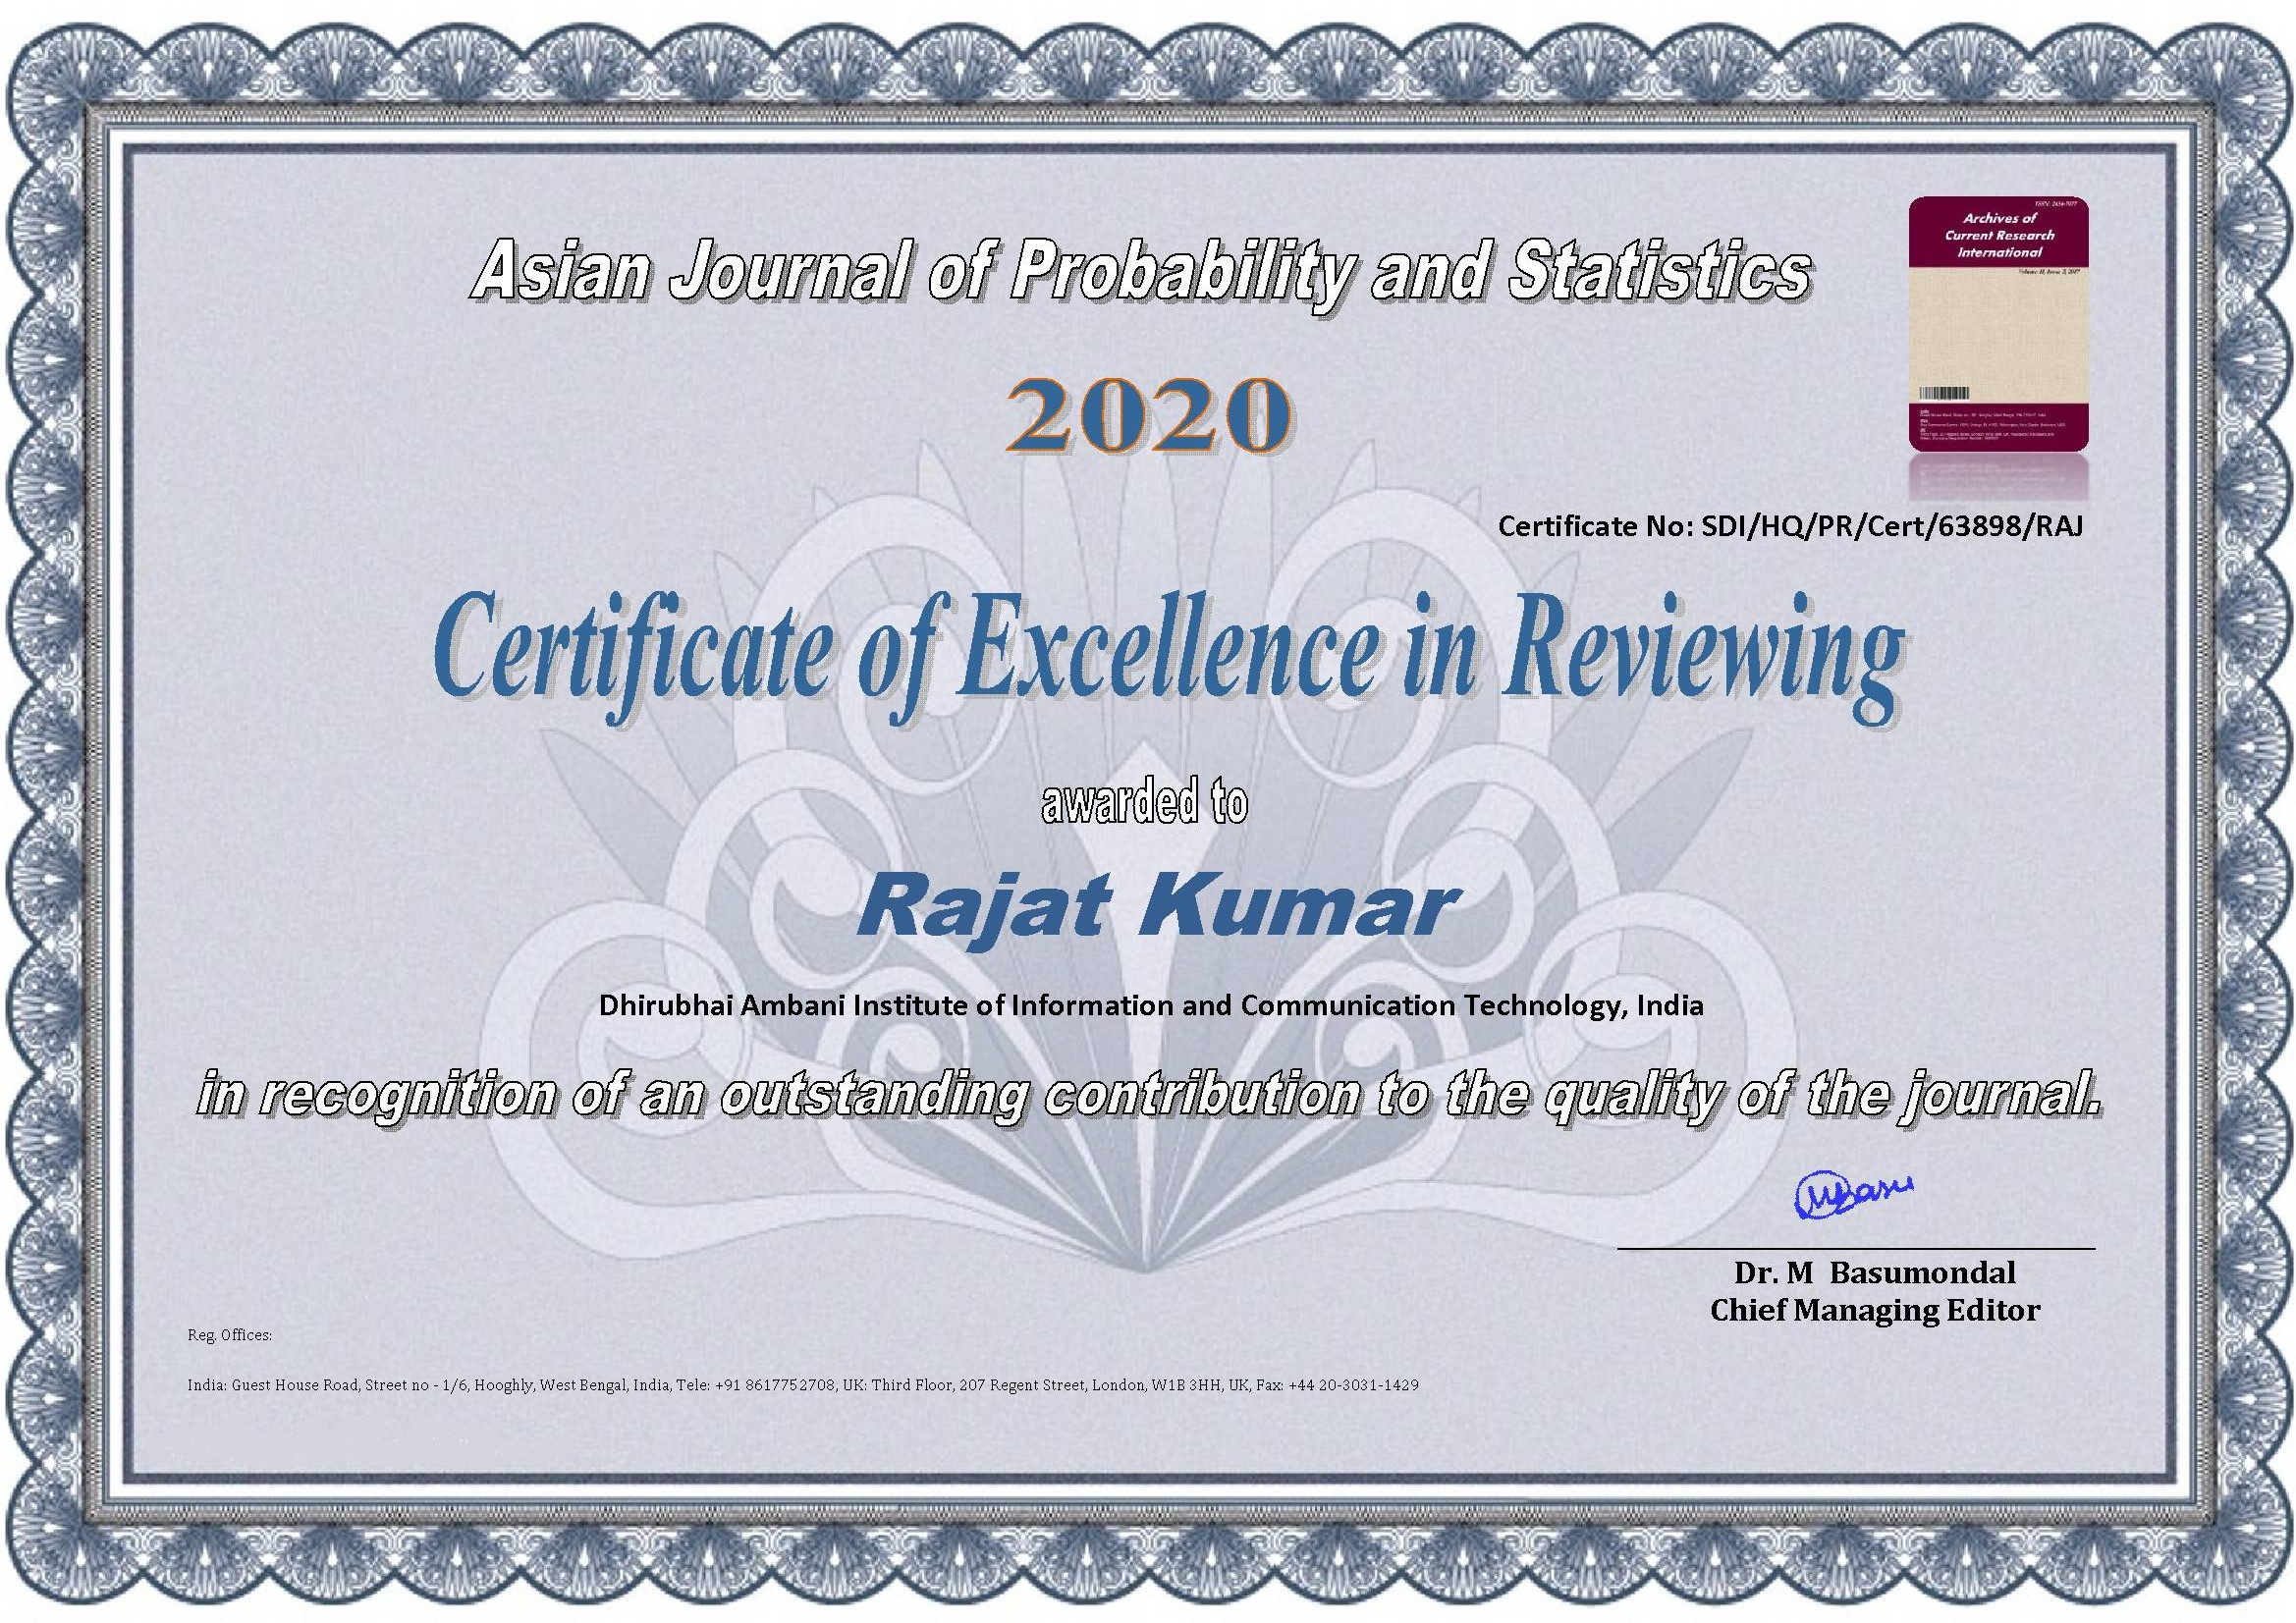 Asian Journal of Probability and Statistics
ISSN: 2454-7077
Archives of
Current Research
International
2020
Certificate No: SDI/HQ/PR/Cert/63898/RAJ
Certificate of Excellence in Reviewing
awarded to
Rajat Kumar
Dhirubhai Ambani Institute of Information and Communication Technology, India
in recognition of an outstanding contribution to the quality of the journal.
MBasu
Dr. M Basumondal
Chief Managing Editor
Reg. Offices:
India: Guest House Road, Street no - 1/6, Hooghly, West Bengal, India, Tele: +91 8617752708, UK: Third Floor, 207 Regent Street, London, W1B 3HH, UK, Fax: +44 20-3031-1429